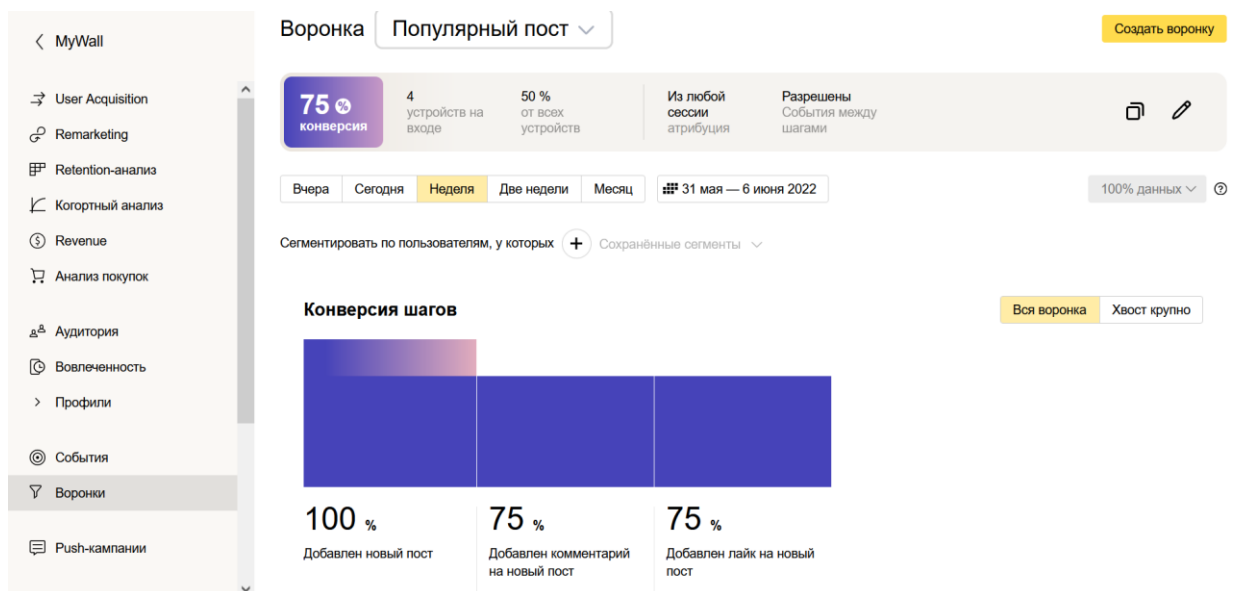 MyWall
User Acquisition
Remarketing
Retention-анализ
Когортный анализ
Revenue
Анализ покупок
Аудитория
Вовлеченность
Профили
События
Воронки
Push-кампании
Воронка Популярный пост
Создать воронку
75 %
конверсия
4
устройств на
входе
50 %
от всех
устройств
Из любой
сессии
атрибуция
Разрешены
События между
шагами
Вчера Сегодня Неделя Две недели Месяц 31 мая — 6 июня 2022 100% данных ?
Сегментировать по пользователям, у которых + Сохранённые сегменты
Конверсия шагов
Вся воронка Хвост крупно
100 %
Добавлен новый пост
75 %
Добавлен комментарий
на новый пост
75 %
Добавлен лайк на новый
пост